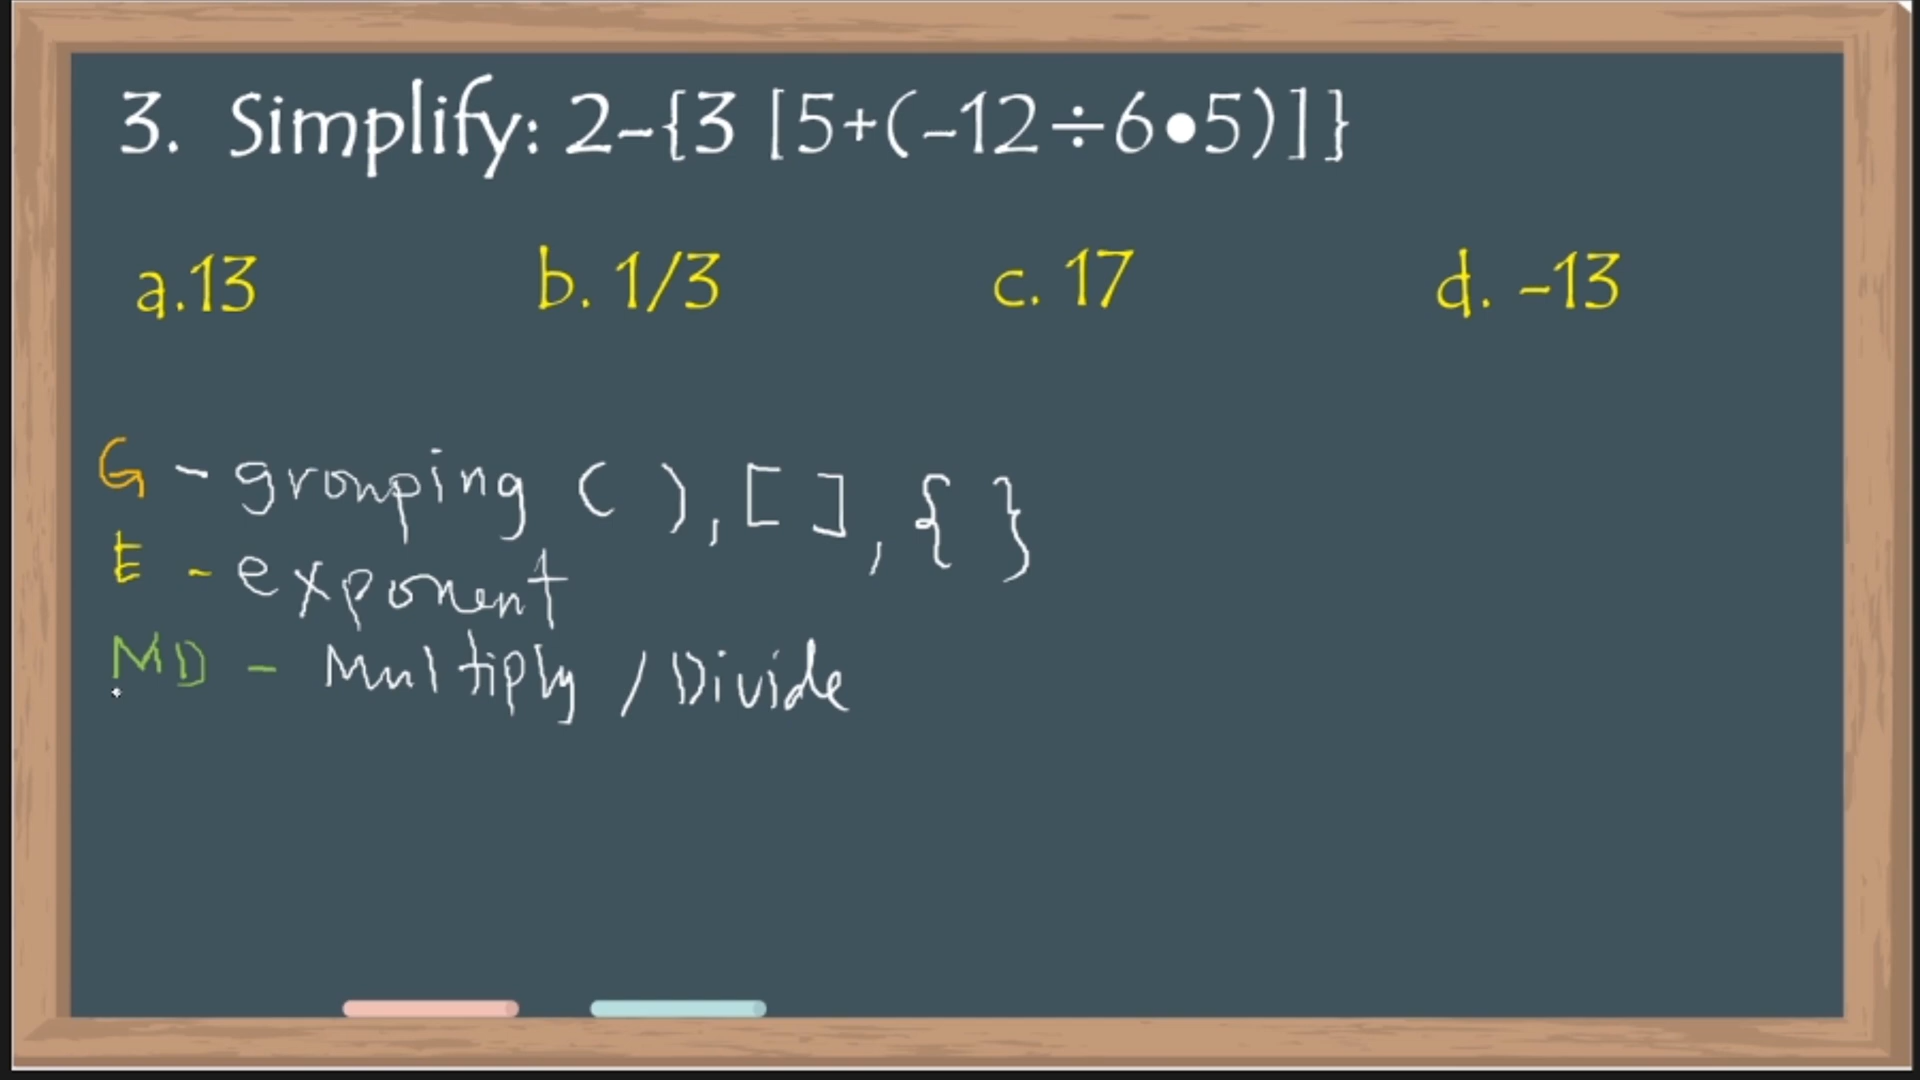 3. Simplify: 2-{3 [5+(-12÷6•5)]}
a.13 b. 1/3 c. 17 d. -13
G - grouping ( ), [ ], { }
E - exponent
MD - Multiply / Divide